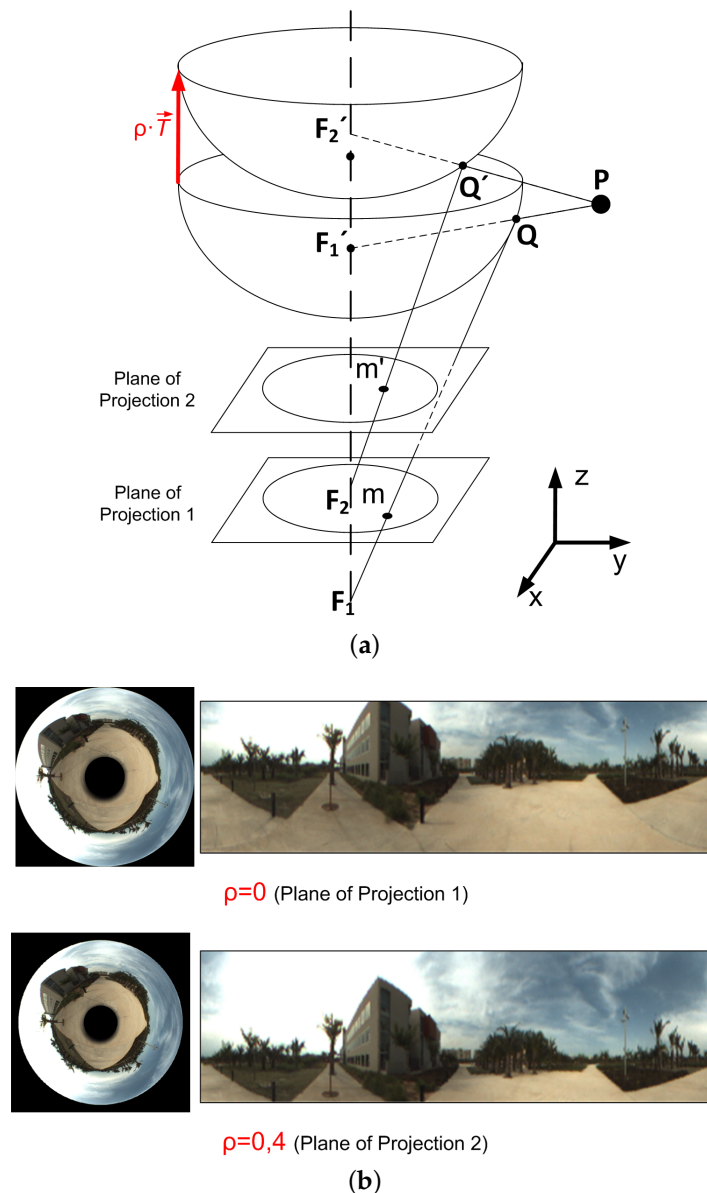 ρ·T⃗
F₂´
Q´
P
F₁´
Q
Plane of
Projection 2
m'
Plane of
Projection 1
F₂
m
z
y
x
F₁
(a)
ρ=0 (Plane of Projection 1)
ρ=0,4 (Plane of Projection 2)
(b)